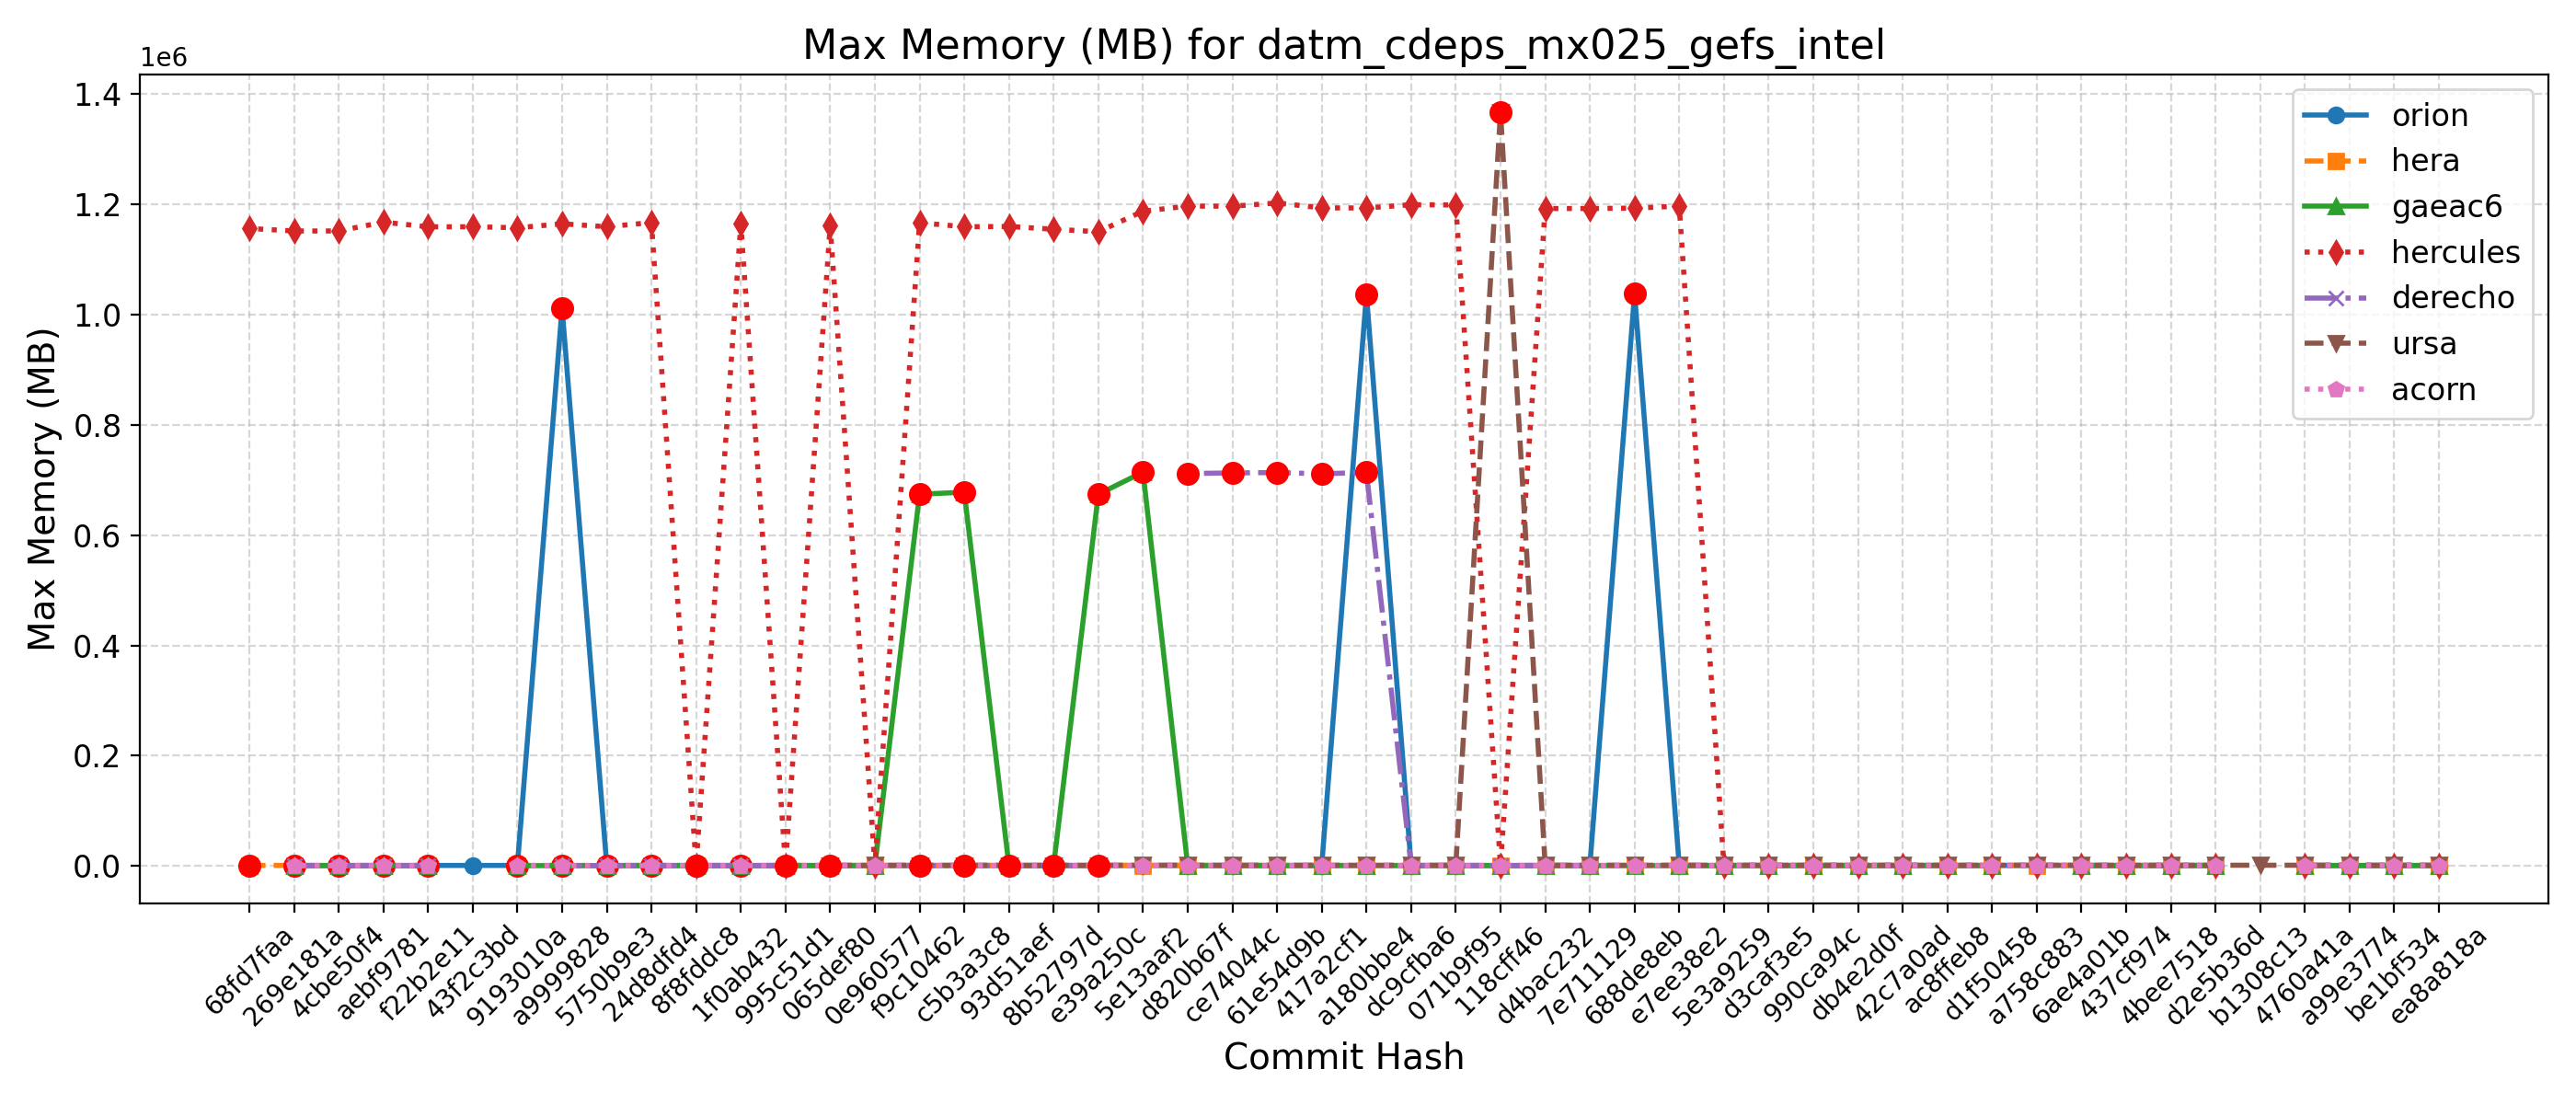 Max Memory (MB) for datm_cdeps_mx025_gefs_intel
1e6
1.4
1.2
1.0
0.8
0.6
0.4
0.2
0.0
Max Memory (MB)
orion
hera
gaeac6
hercules
derecho
ursa
acorn
68fd7faa
269e181a
4cbe50f4
aebf9781
f22b2e11
43f2c3bd
9193010a
a9999828
5750b9e3
24d8dfd4
8f8fddc8
1f0ab432
995c51d1
065def80
0e960577
f9c10462
c5b3a3c8
93d51aef
8b52797d
e39a250c
5e13aaf2
d820b67f
ce74044c
61e54d9b
417a2cf1
a180bbe4
dc9cfba6
071b9f95
118cff46
d4bac232
7e711129
688de8eb
e7ee38e2
5e3a9259
d3caf3e5
990ca94c
db4e2d0f
42c7a0ad
ac8ffeb8
d1f50458
a758c883
6ae4a01b
437cf974
4bee7518
d2e5b36d
b1308c13
4760a41a
a99e3774
be1bf534
ea8a818a
Commit Hash